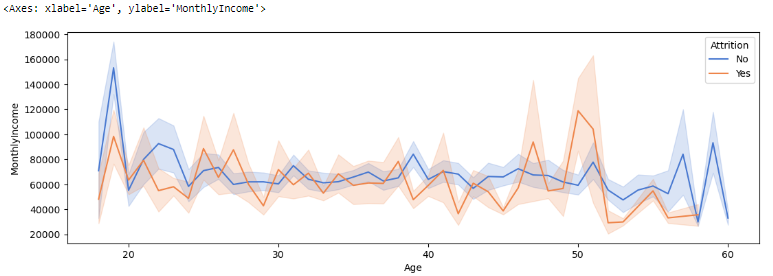 <Axes: xlabel='Age', ylabel='MonthlyIncome'>
180000
160000
140000
120000
100000
80000
60000
40000
20000
MonthlyIncome
Attrition
No
Yes
20
30
40
50
60
Age